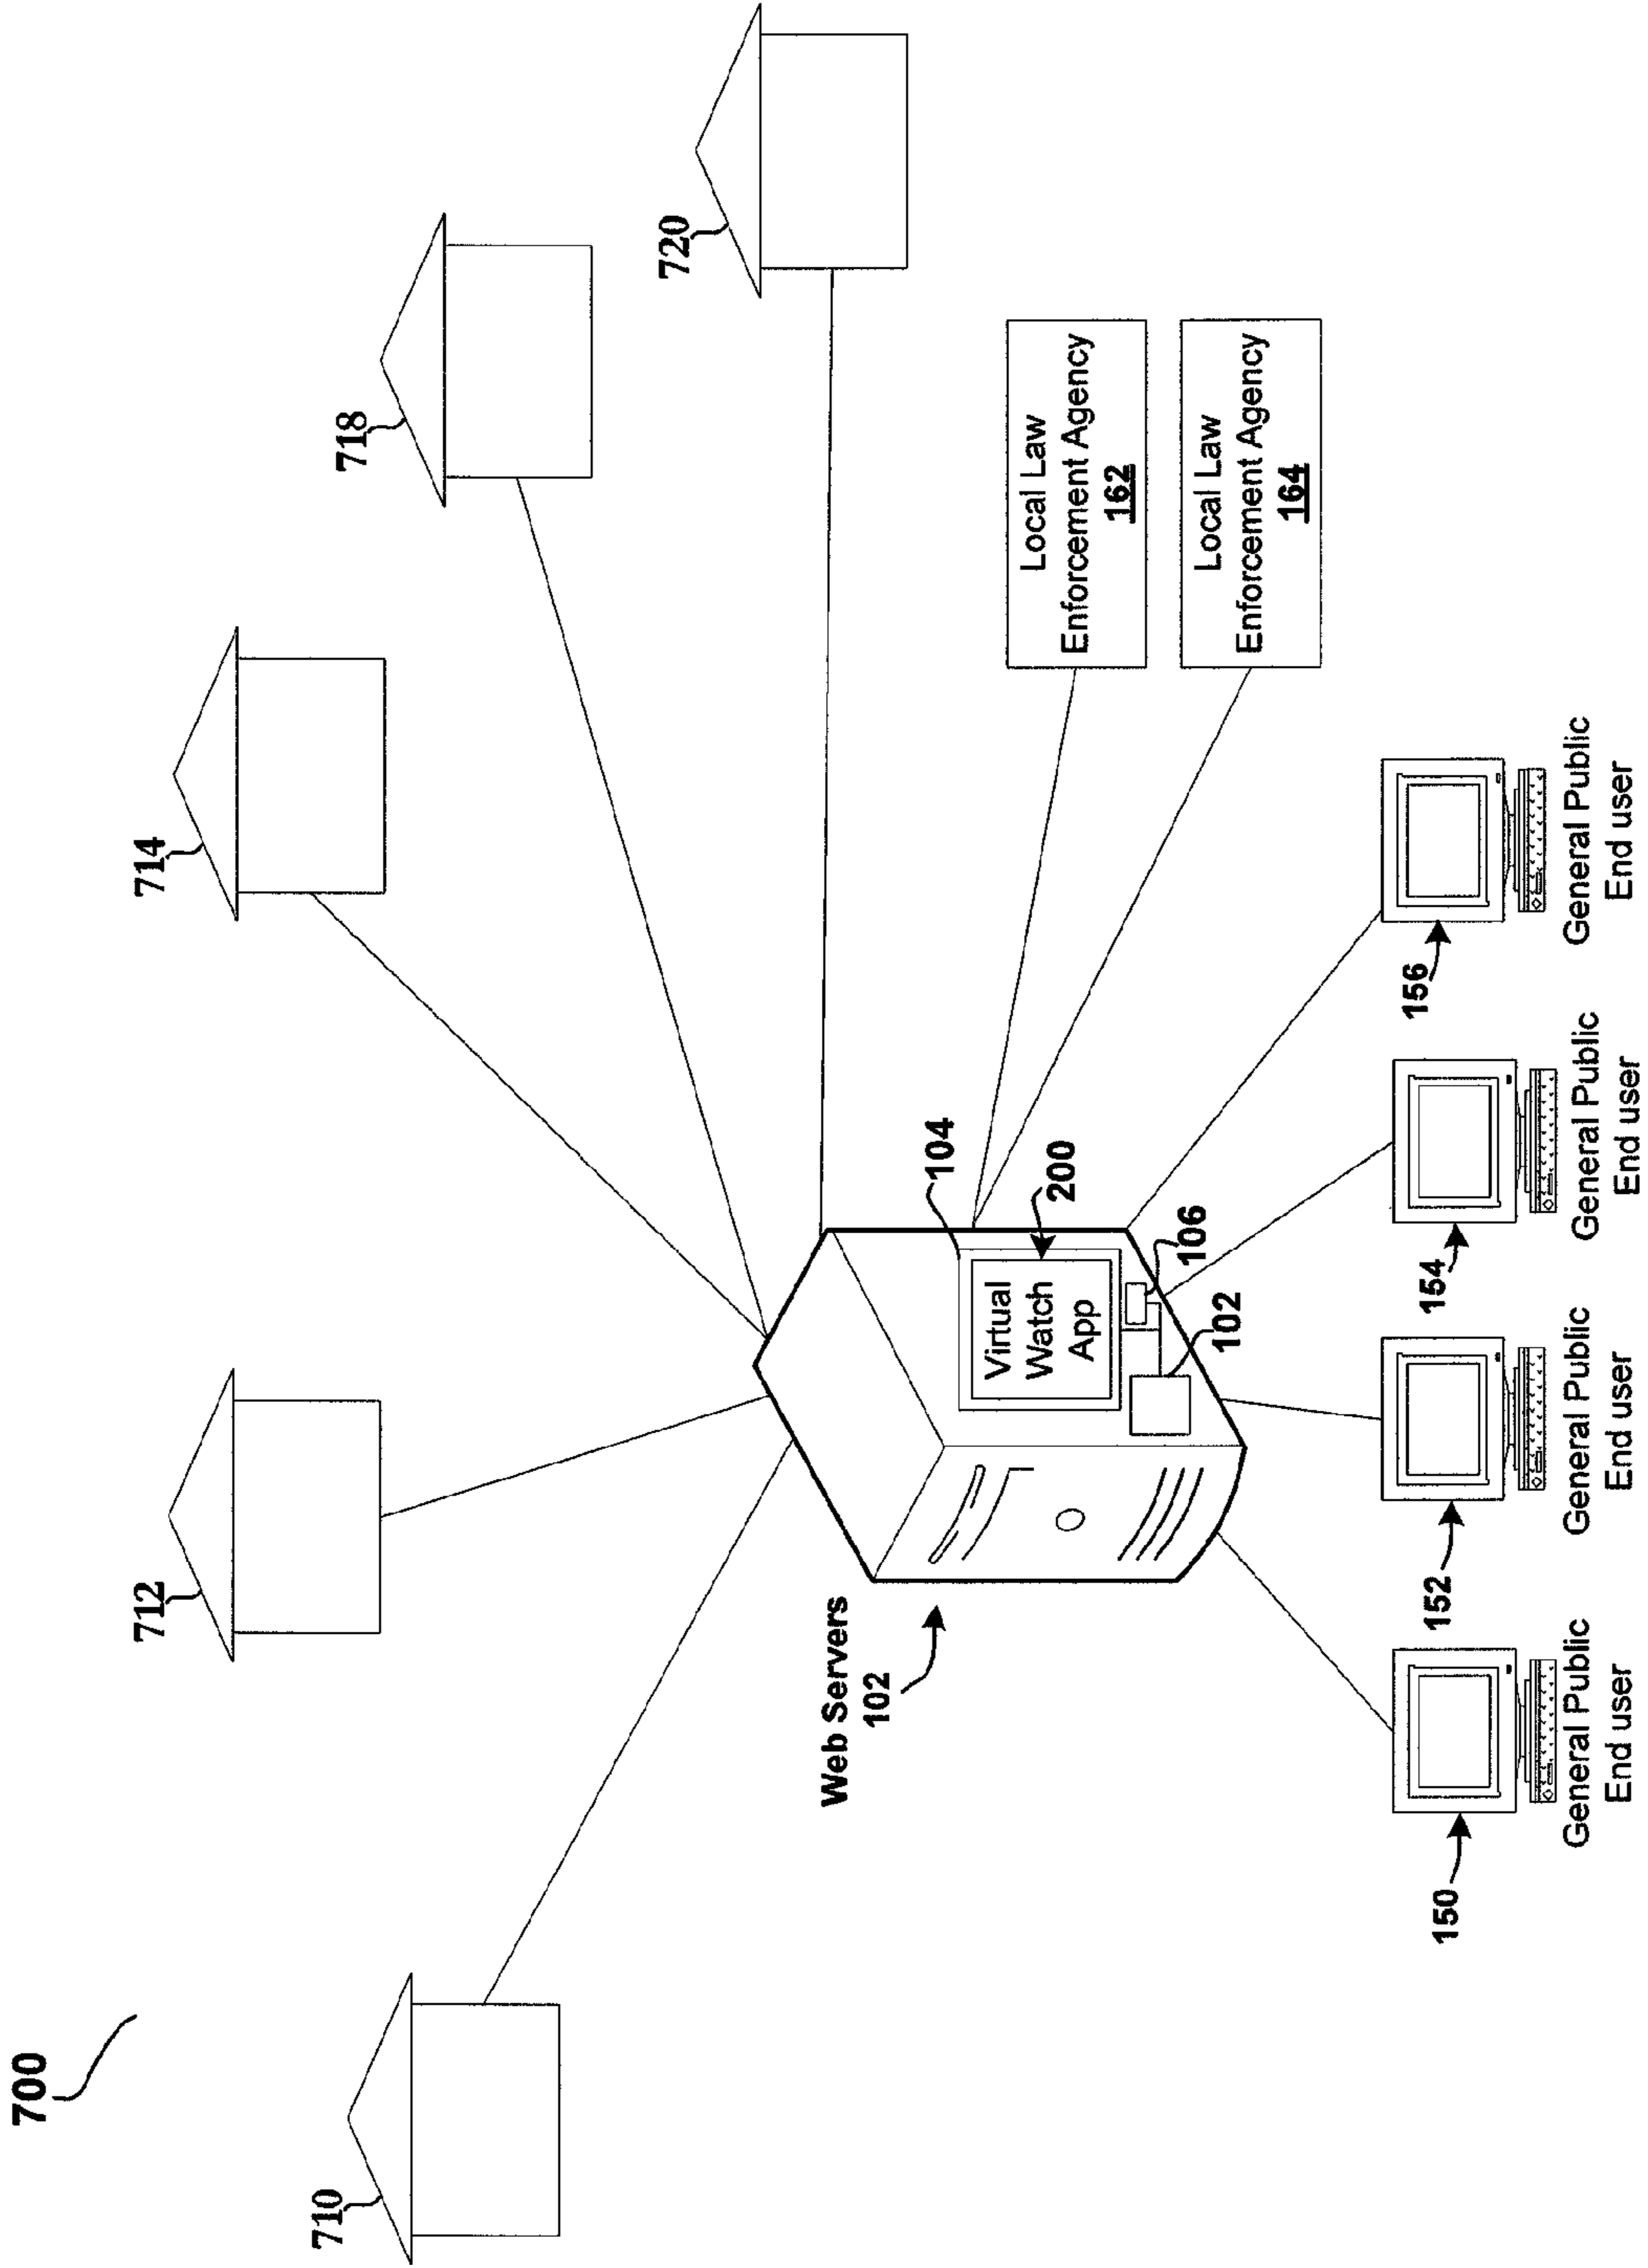 700
710
712
714
718
720
Web Servers
102
104
Virtual
Watch
App
200
106
102
Local Law
Enforcement Agency
162
Local Law
Enforcement Agency
164
150
General Public
End user
152
General Public
End user
154
General Public
End user
156
General Public
End user